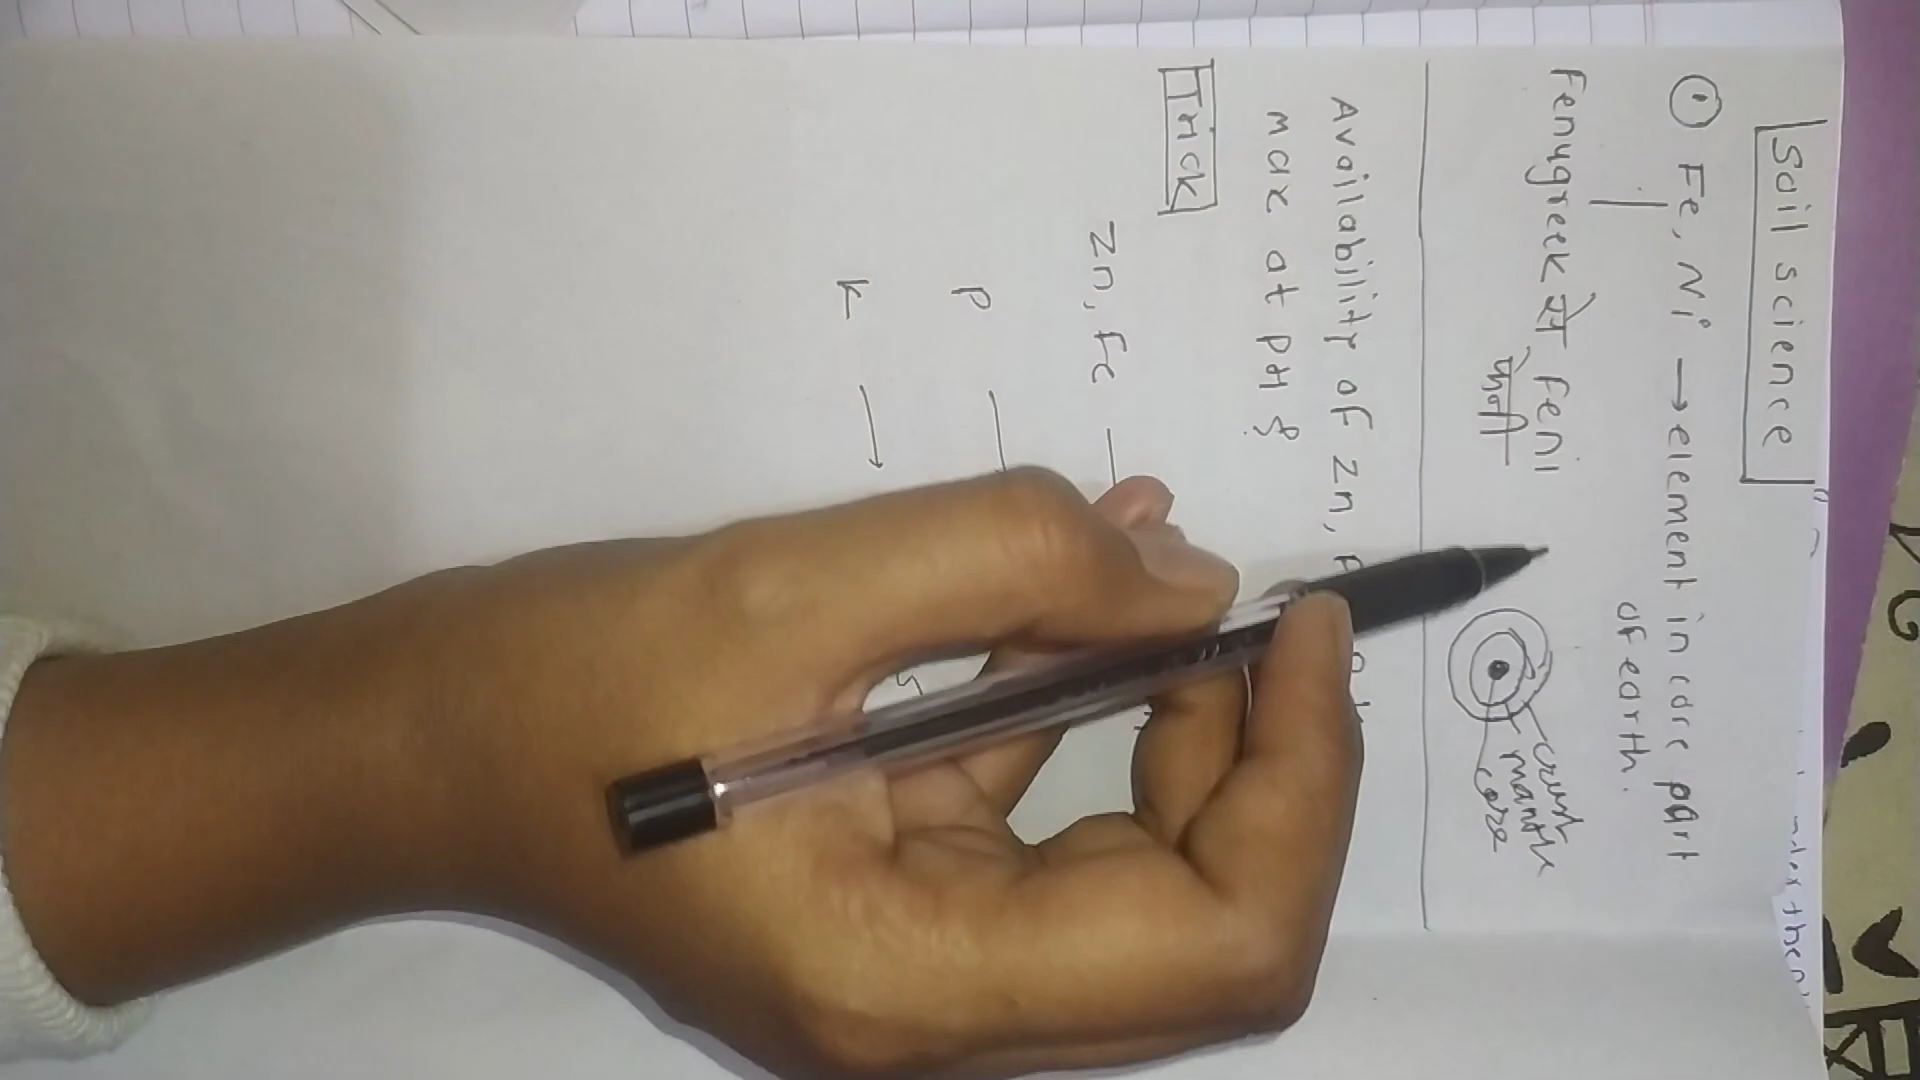 Soil science
① Fe, Ni → element in core part
of earth.
Fenugreek से Feni
crust
mantle
core
Availability of Zn,
max at pH ?
Trick
Zn, Fe
P
K →